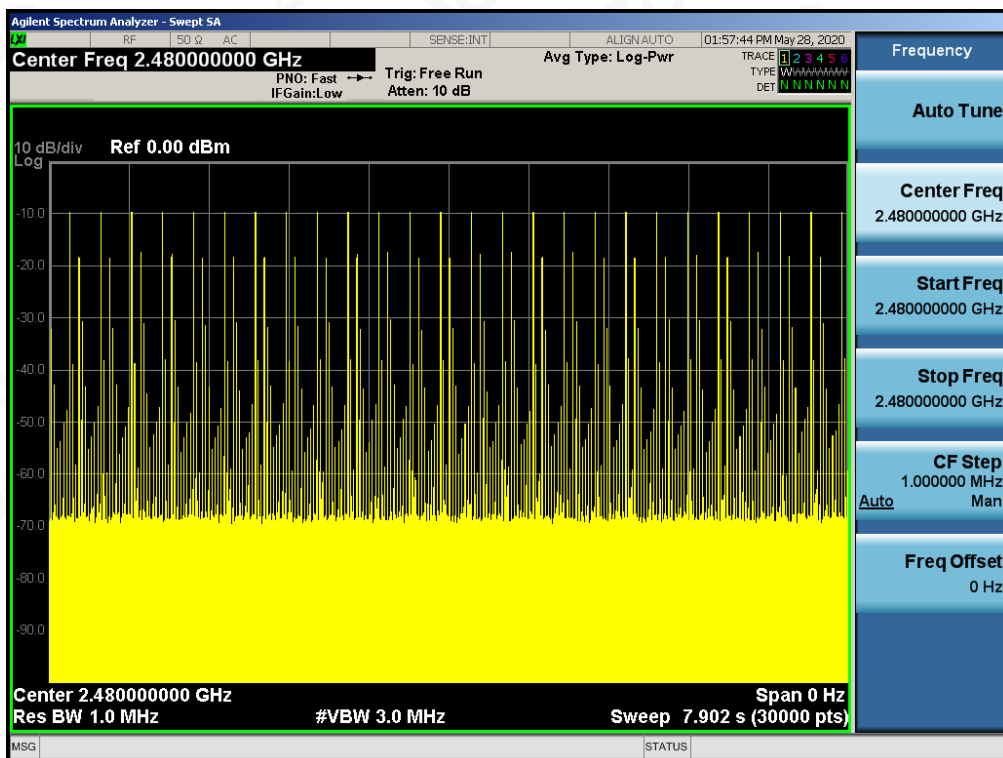 Agilent Spectrum Analyzer - Swept SA
LXI RF 50 Ω AC SENSE:INT ALIGN AUTO 01:57:44 PM May 28, 2020
Center Freq 2.480000000 GHz Avg Type: Log-Pwr TRACE 1 2 3 4 5 6
PNO: Fast Trig: Free Run TYPE WWWWWW
IFGain:Low Atten: 10 dB DET N N N N N N
10 dB/div Ref 0.00 dBm
Log
-10.0
-20.0
-30.0
-40.0
-50.0
-60.0
-70.0
-80.0
-90.0
Center 2.480000000 GHz Span 0 Hz
Res BW 1.0 MHz #VBW 3.0 MHz Sweep 7.902 s (30000 pts)
MSG STATUS
Frequency
Auto Tune
Center Freq
2.480000000 GHz
Start Freq
2.480000000 GHz
Stop Freq
2.480000000 GHz
CF Step
1.000000 MHz
Auto Man
Freq Offset
0 Hz